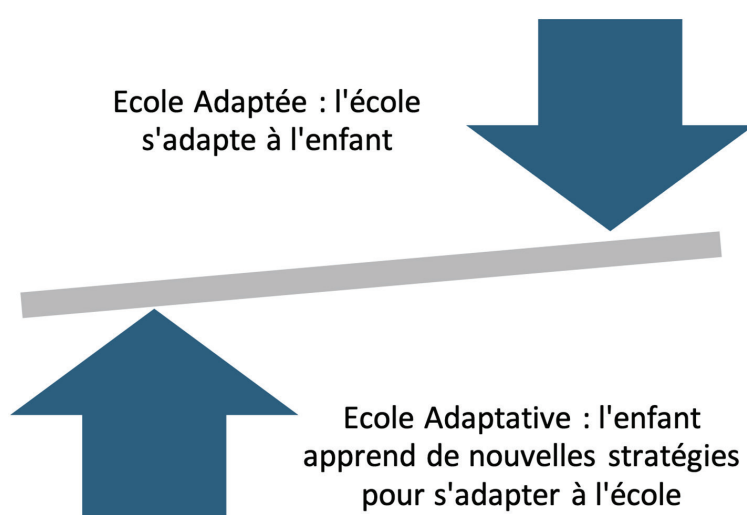 Ecole Adaptée : l'école
s'adapte à l'enfant
Ecole Adaptative : l'enfant
apprend de nouvelles stratégies
pour s'adapter à l'école